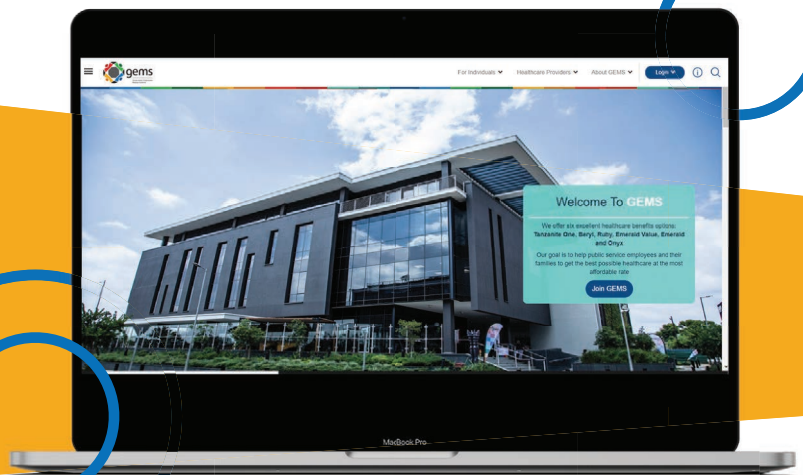 gems
For Individuals
Healthcare Providers
About GEMS
Login
Welcome To GEMS
We offer six excellent healthcare benefits options:
Tanzanite One, Beryl, Ruby, Emerald Value, Emerald
and Onyx
Our goal is to help public service employees and their
families to get the best possible healthcare at the most
affordable rate
Join GEMS
MacBook Pro